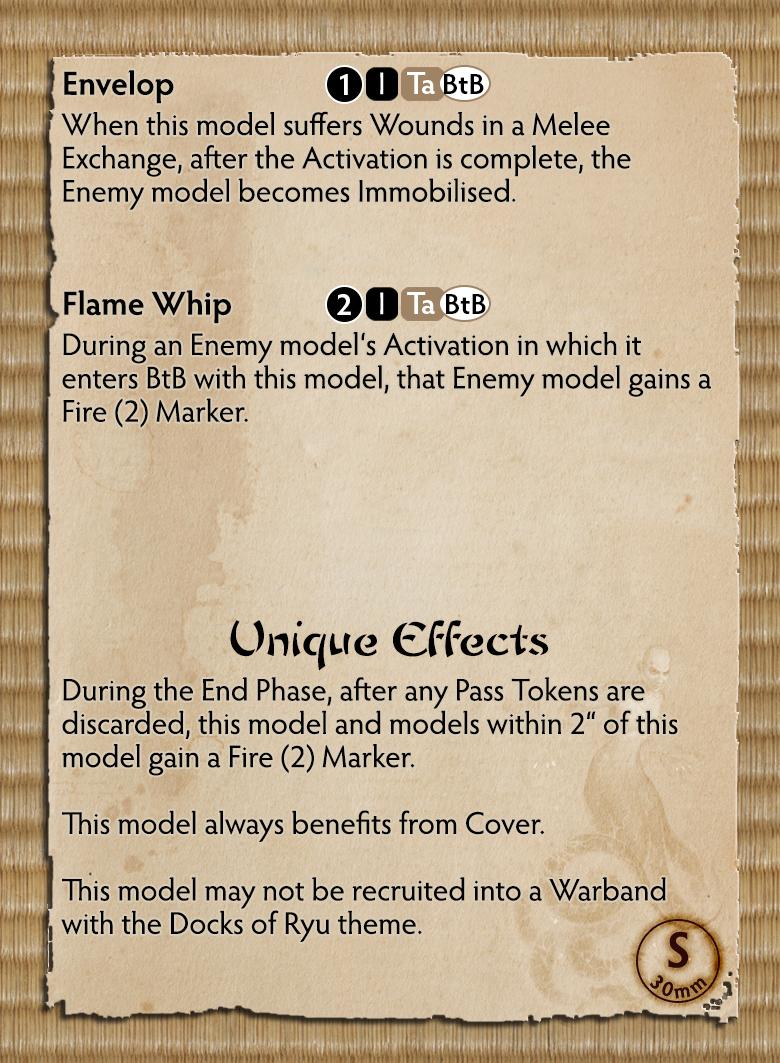 Envelop 1 I Ta BtB
When this model suffers Wounds in a Melee
Exchange, after the Activation is complete, the
Enemy model becomes Immobilised.
Flame Whip 2 I Ta BtB
During an Enemy model‘s Activation in which it
enters BtB with this model, that Enemy model gains a
Fire (2) Marker.
Unique Effects
During the End Phase, after any Pass Tokens are
discarded, this model and models within 2“ of this
model gain a Fire (2) Marker.
This model always benefits from Cover.
This model may not be recruited into a Warband
with the Docks of Ryu theme.
S
30mm